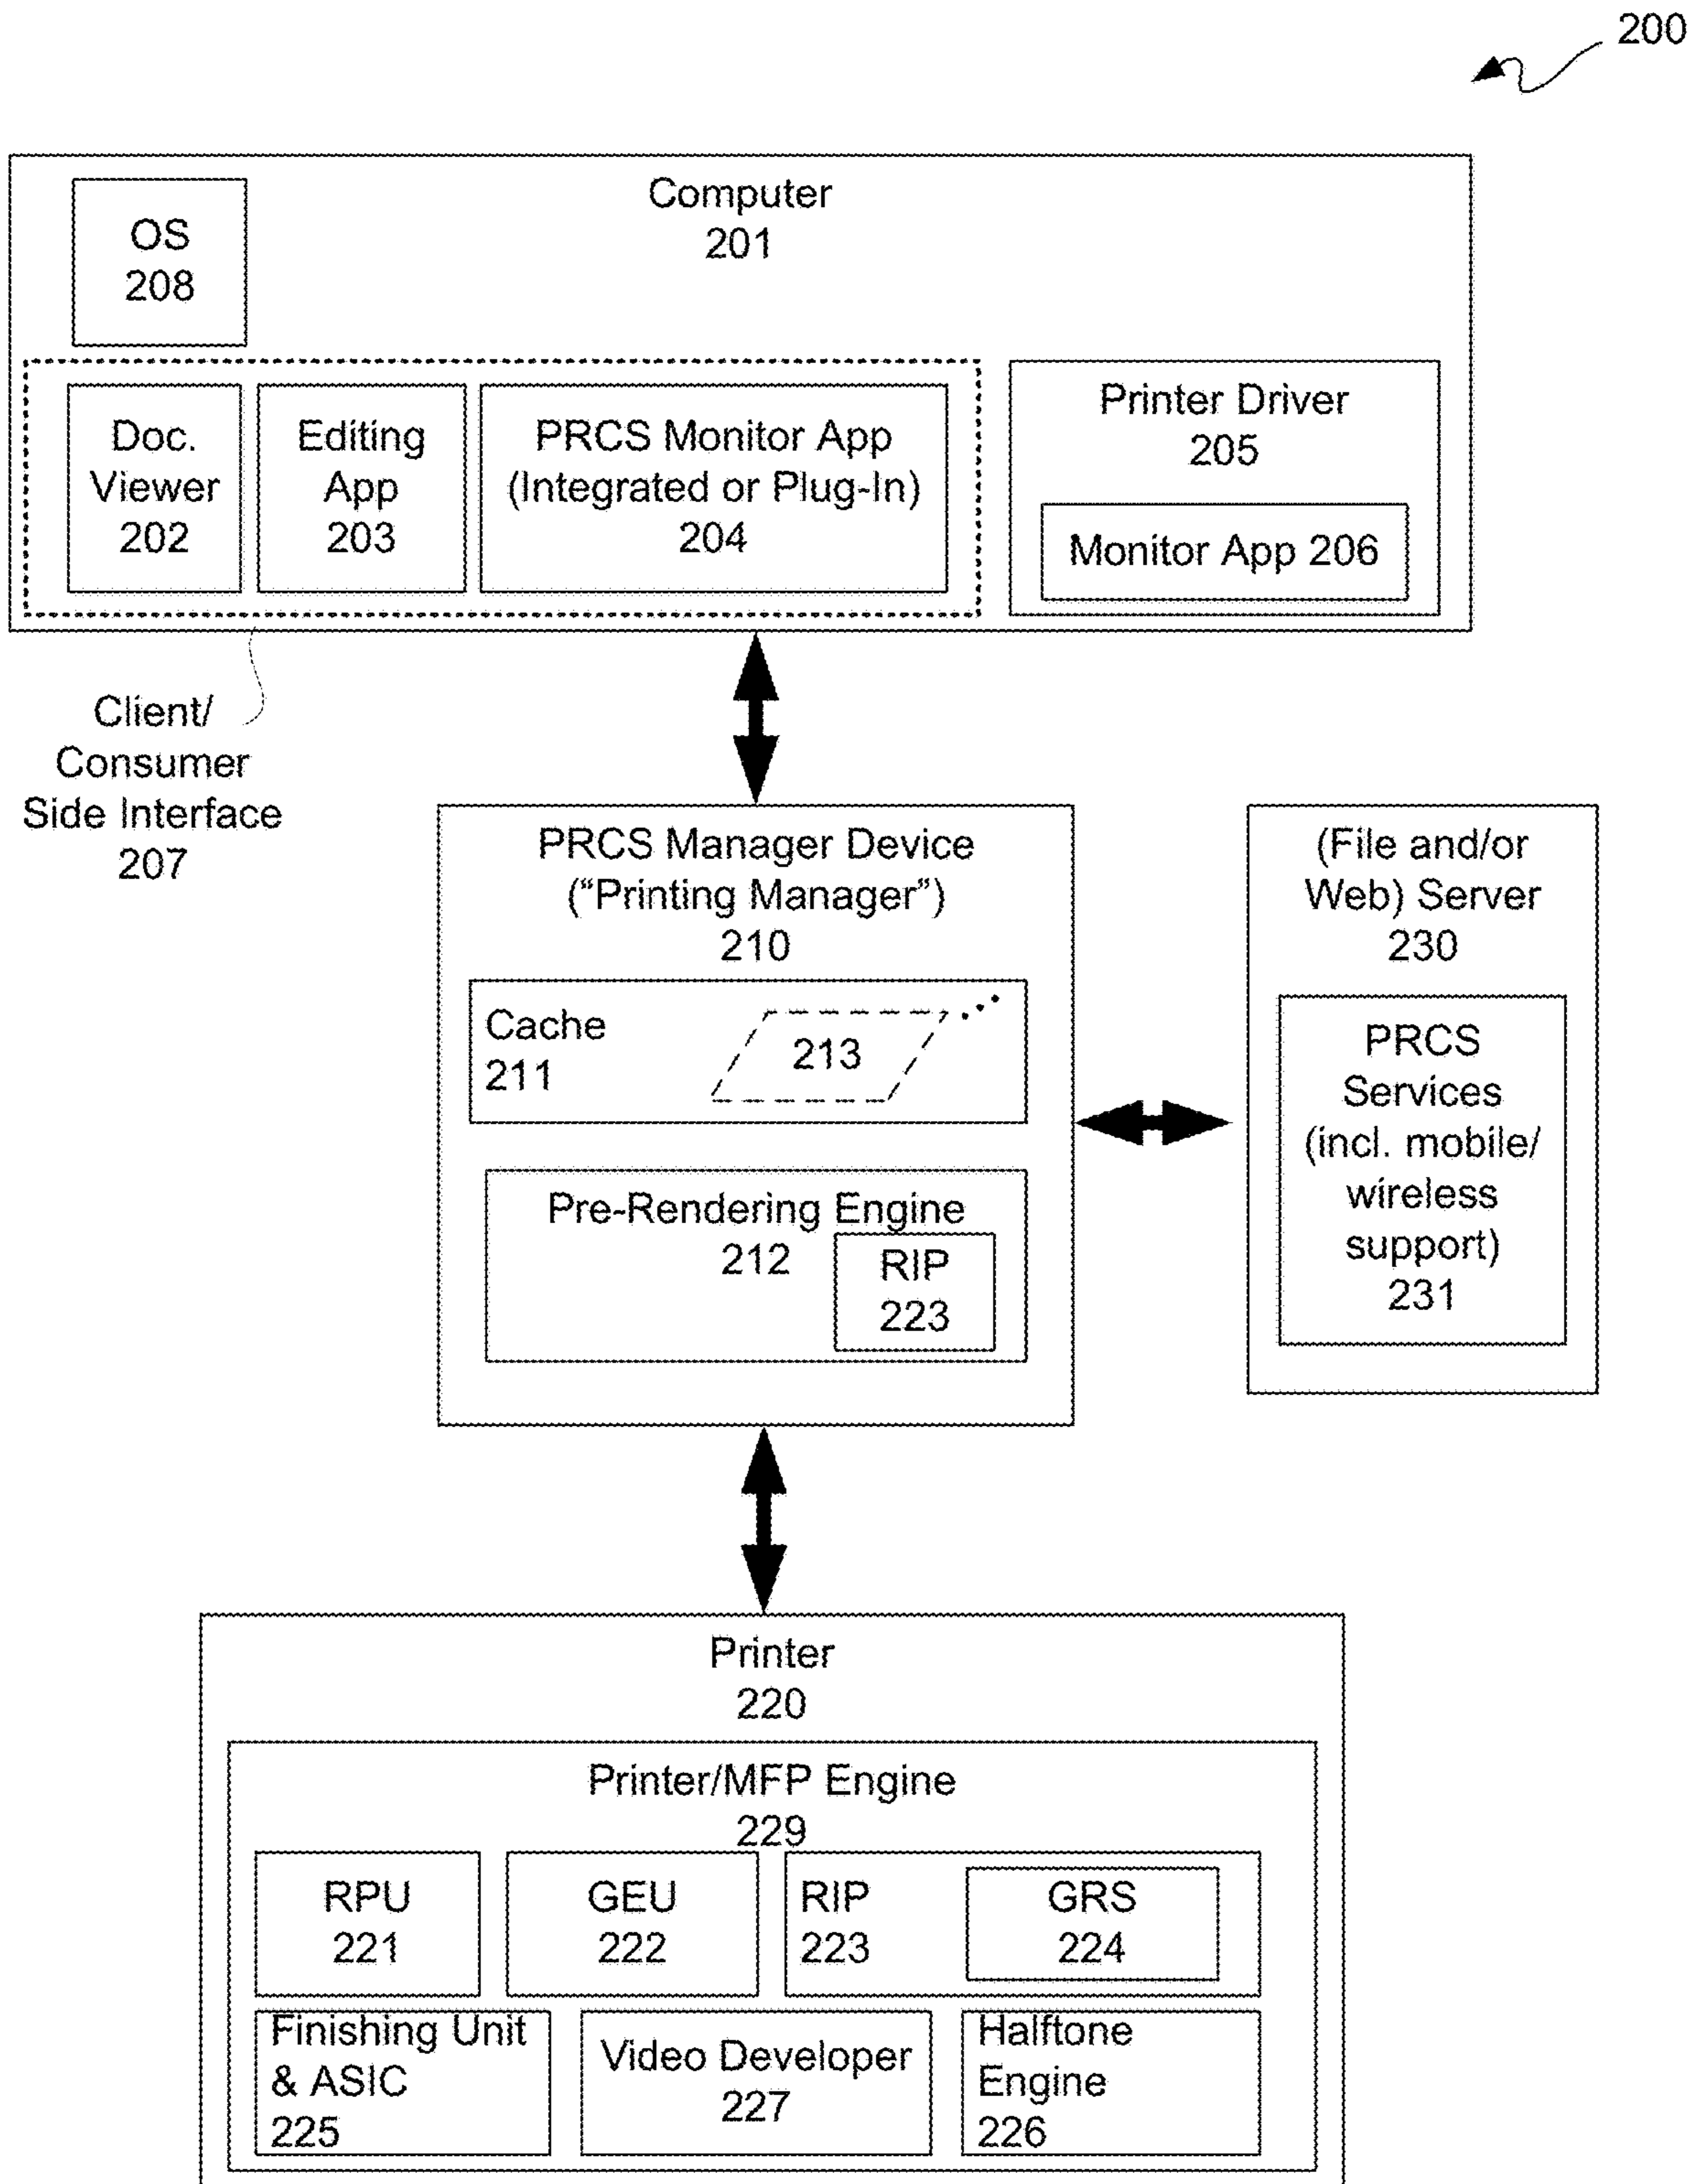 200
Computer
201
OS
208
Doc.
Viewer
202
Editing
App
203
PRCS Monitor App
(Integrated or Plug-In)
204
Printer Driver
205
Monitor App 206
Client/
Consumer
Side Interface
207
PRCS Manager Device
(“Printing Manager”)
210
Cache
211
213
Pre-Rendering Engine
212
RIP
223
(File and/or
Web) Server
230
PRCS
Services
(incl. mobile/
wireless
support)
231
Printer
220
Printer/MFP Engine
229
RPU
221
GEU
222
RIP
223
GRS
224
Finishing Unit
& ASIC
225
Video Developer
227
Halftone
Engine
226